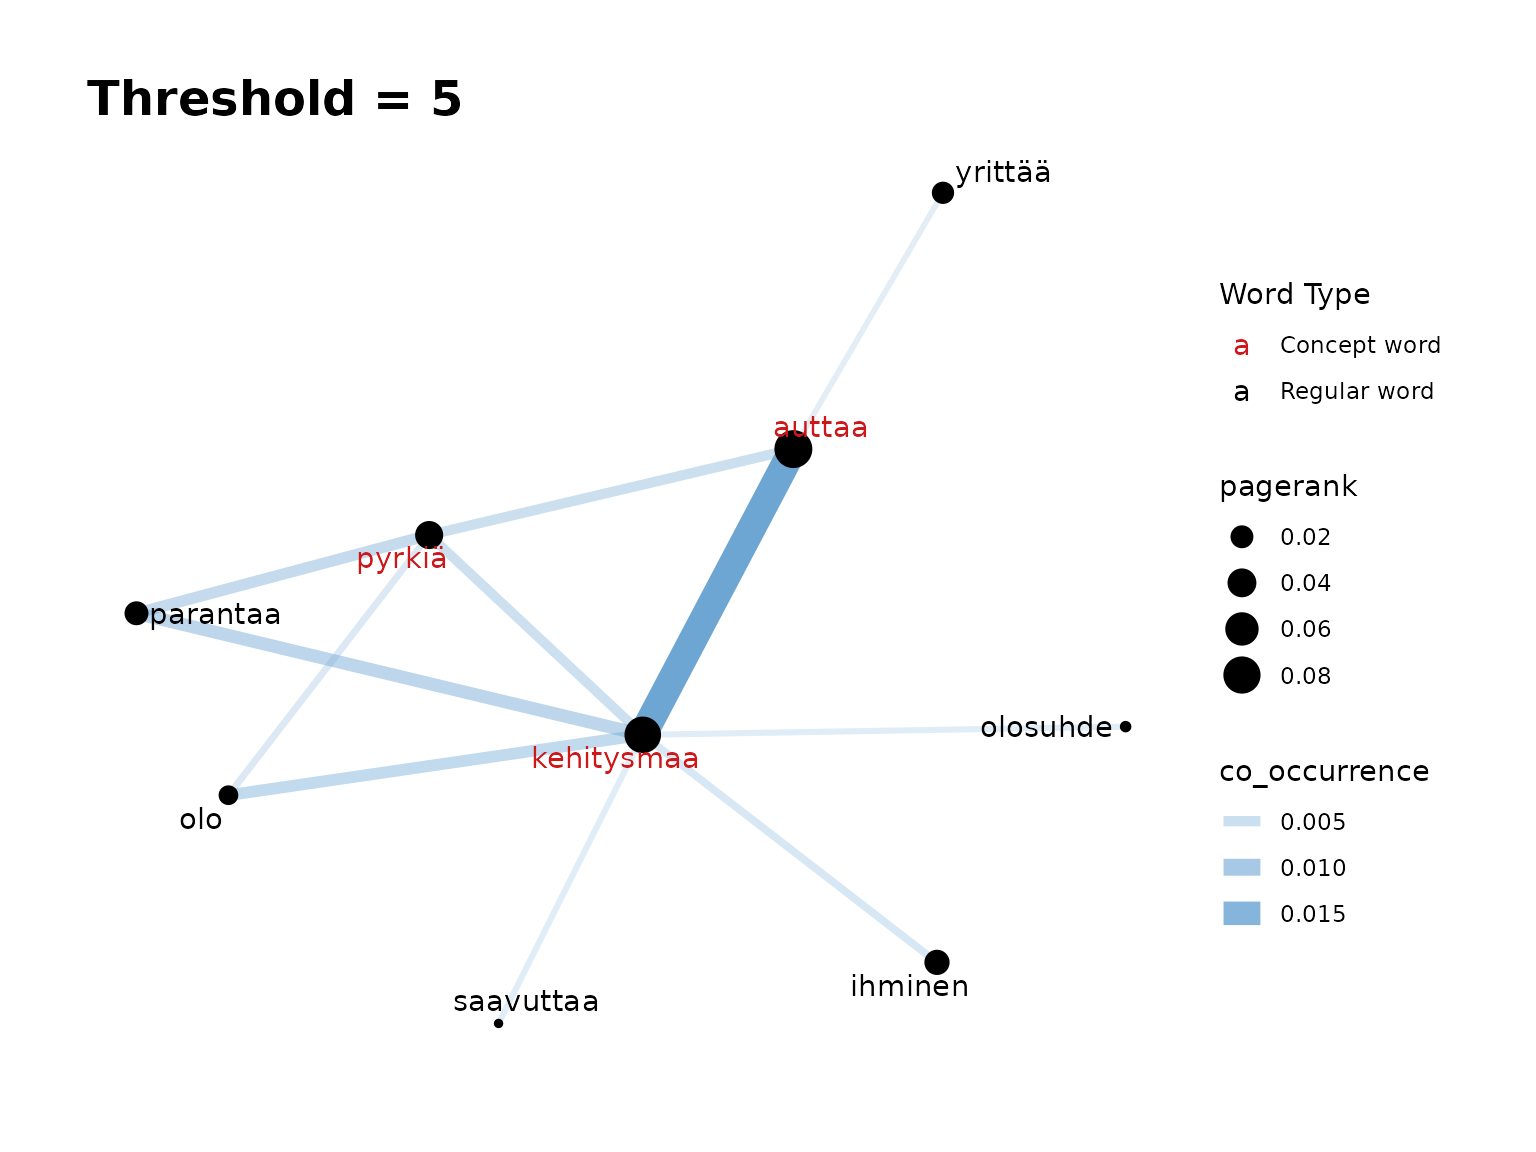 Threshold = 5
yrittää
auttaa
pyrkiä
parantaa
olosuhde
kehitysmaa
olo
ihminen
saavuttaa
Word Type
a Concept word
a Regular word
pagerank
0.02
0.04
0.06
0.08
co_occurrence
0.005
0.010
0.015